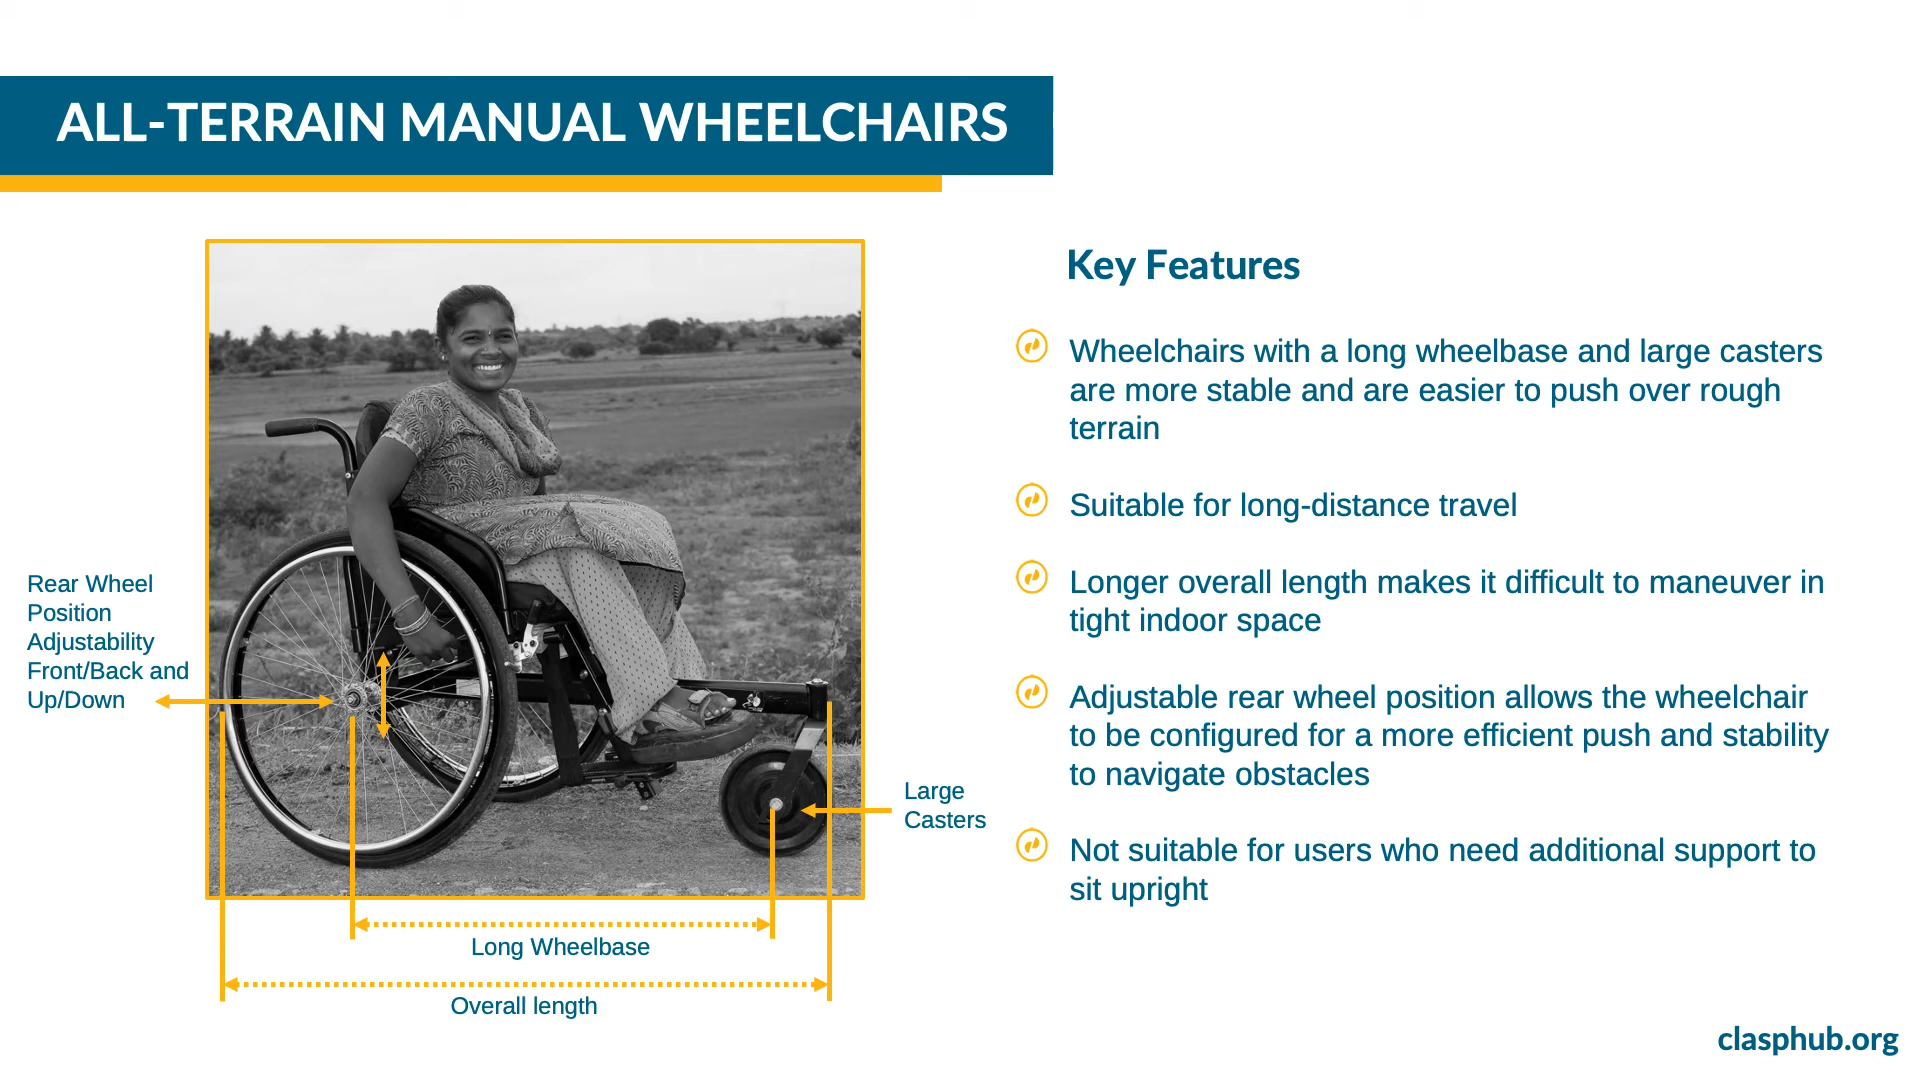 ALL-TERRAIN MANUAL WHEELCHAIRS
Rear Wheel
Position
Adjustability
Front/Back and
Up/Down
Large
Casters
Long Wheelbase
Overall length
Key Features
Wheelchairs with a long wheelbase and large casters
are more stable and are easier to push over rough
terrain
Suitable for long-distance travel
Longer overall length makes it difficult to maneuver in
tight indoor space
Adjustable rear wheel position allows the wheelchair
to be configured for a more efficient push and stability
to navigate obstacles
Not suitable for users who need additional support to
sit upright
clasphub.org